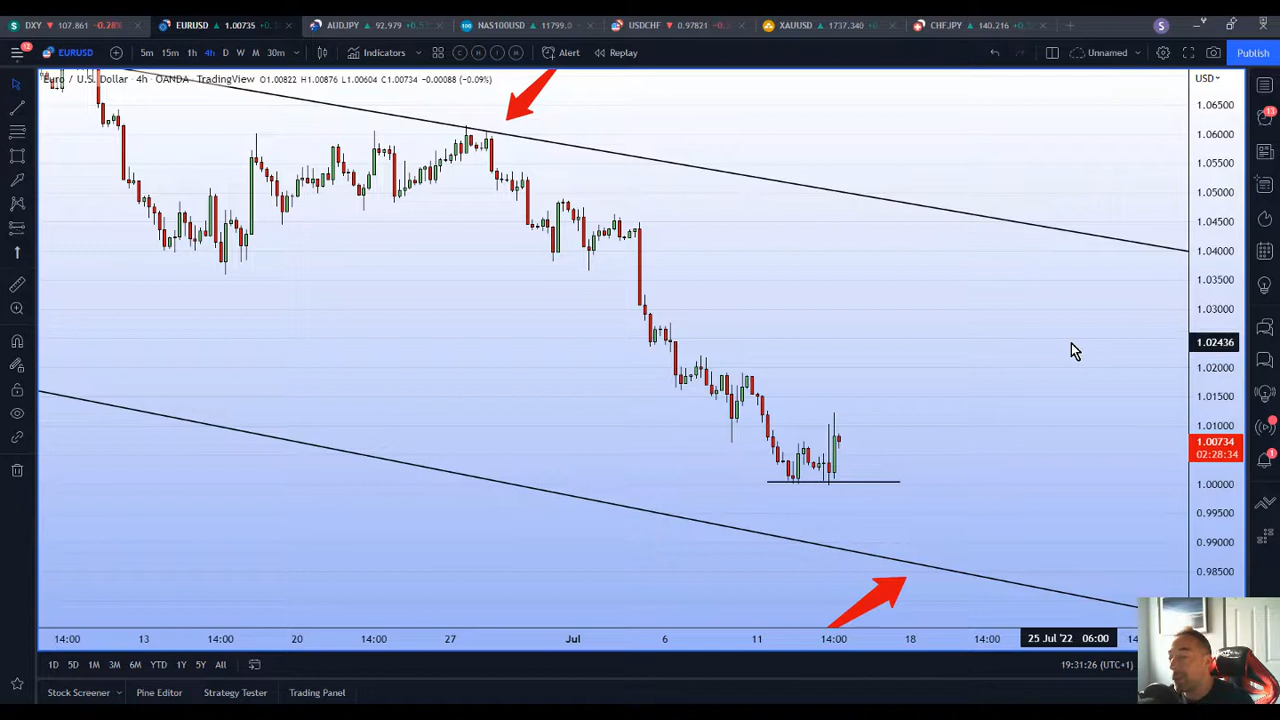 DXY 107.861 -0.28%
EURUSD 1.00735
AUDJPY 92.979
NAS100USD 11799.0
USDCHF 0.97821
XAUUSD 1737.340
CHFJPY 140.216
S
12
EURUSD
5m 15m 1h 4h D W M 30m
Indicators
C H I M
Alert
Replay
Unnamed
Publish
Euro / U.S. Dollar · 4h · OANDA · TradingView O1.00822 H1.00876 L1.00604 C1.00734 -0.00088 (-0.09%)
USD
1.06500
1.06000
1.05500
1.05000
1.04500
1.04000
1.03500
1.03000
1.02436
1.02000
1.01500
1.01000
1.00734
02:28:34
1.00000
0.99500
0.99000
0.98500
13
1
14:00 13 14:00 20 14:00 27 Jul 6 11 14:00 18 14:00 25 Jul '22 06:00
1D 5D 1M 3M 6M YTD 1Y 5Y All
19:31:26 (UTC+1)
Stock Screener Pine Editor Strategy Tester Trading Panel